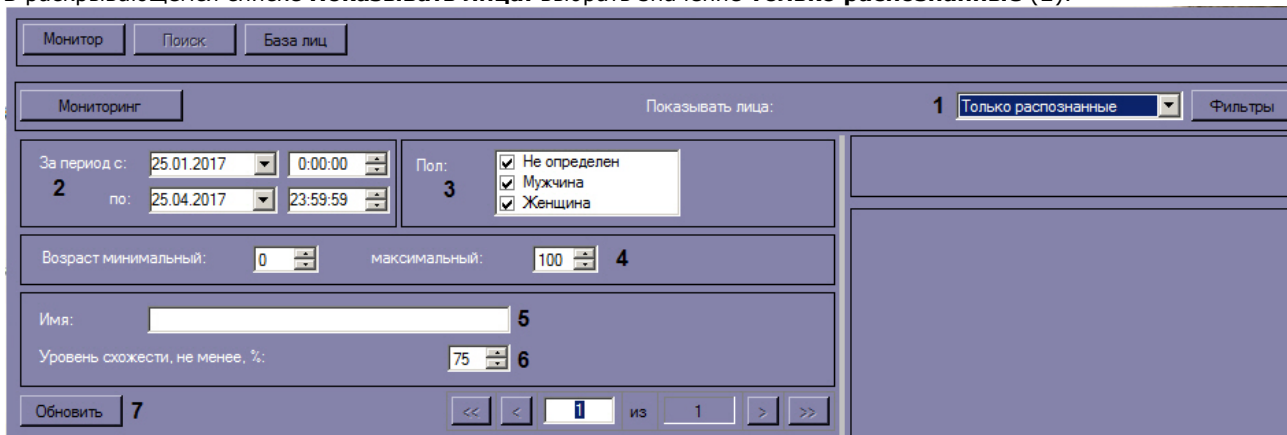 В раскрывающемся списке Показывать лица: выбрать значение Только распознанные (1).
Монитор Поиск База лиц
Мониторинг Показывать лица: 1 Только распознанные Фильтры
За период с: 25.01.2017 0:00:00 Пол: Не определен
2 3 Мужчина
по: 25.04.2017 23:59:59 Женщина
Возраст минимальный: 0 максимальный: 100 4
Имя: 5
Уровень схожести, не менее, %: 75 6
Обновить 7 << < 1 из 1 > >>